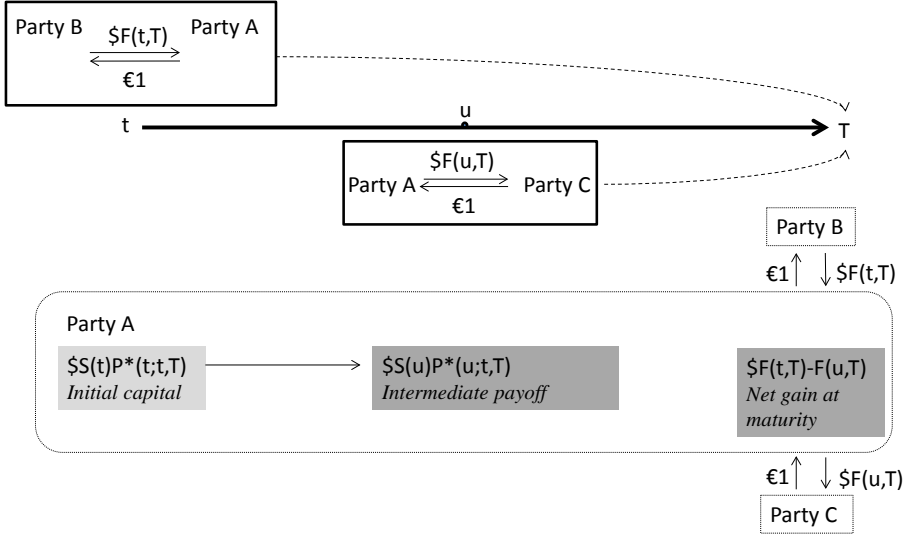 Party B
Party A
$F(t,T)
€1
t
u
T
$F(u,T)
Party A
Party C
€1
Party B
€1
$F(t,T)
Party A
$S(t)P*(t;t,T)
Initial capital
$S(u)P*(u;t,T)
Intermediate payoff
$F(t,T)-F(u,T)
Net gain at
maturity
€1
$F(u,T)
Party C